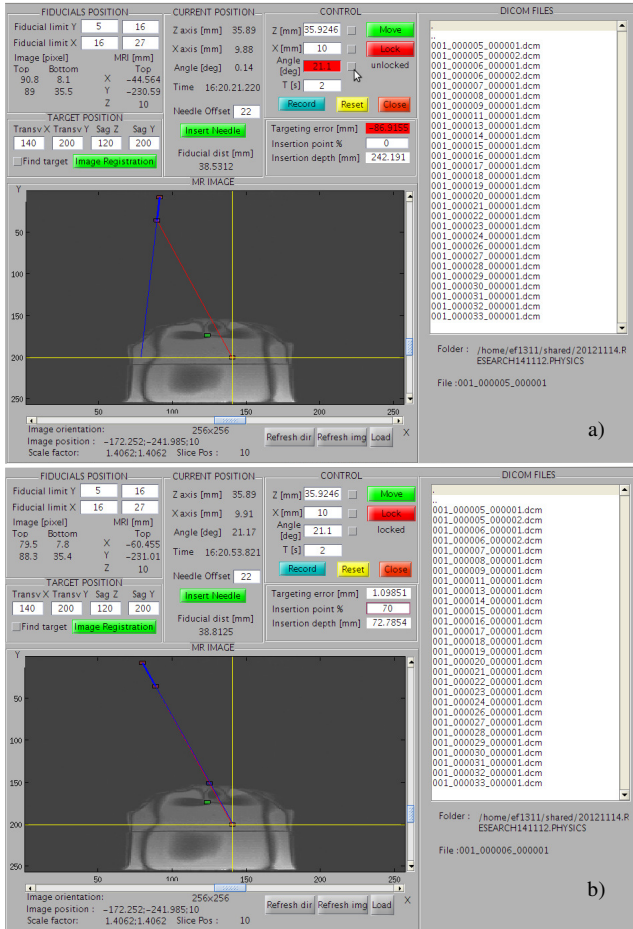 FIDUCIALS POSITION
Fiducial limit Y 5 16
Fiducial limit X 16 27
Image [pixel] MRI [mm]
Top Bottom Top
90.8 8.1 X -44.564
89 35.5 Y -230.59
Z 10
TARGET POSITION
Transv X Transv Y Sag Z Sag Y
140 200 120 200
Find target Image Registration
CURRENT POSITION
Z axis [mm] 35.89
X axis [mm] 9.88
Angle [deg] 0.14
Time 16:20.21.220
Needle Offset 22
Insert Needle
Fiducial dist [mm]
38.5312
CONTROL
Z [mm] 35.9246 Move
X [mm] 10 Lock
Angle [deg] 21.1 unlocked
T [s] 2
Record Reset Close
Targeting error [mm] -86.9155
Insertion point % 0
Insertion depth [mm] 242.191
DICOM FILES
.
..
001_000005_000001.dcm
001_000005_000002.dcm
001_000006_000001.dcm
001_000006_000002.dcm
001_000007_000001.dcm
001_000008_000001.dcm
001_000009_000001.dcm
001_000011_000001.dcm
001_000013_000001.dcm
001_000014_000001.dcm
001_000015_000001.dcm
001_000016_000001.dcm
001_000017_000001.dcm
001_000018_000001.dcm
001_000019_000001.dcm
001_000020_000001.dcm
001_000021_000001.dcm
001_000022_000001.dcm
001_000023_000001.dcm
001_000024_000001.dcm
001_000026_000001.dcm
001_000027_000001.dcm
001_000028_000001.dcm
001_000029_000001.dcm
001_000030_000001.dcm
001_000031_000001.dcm
001_000032_000001.dcm
001_000033_000001.dcm
Folder : /home/ef1311/shared/20121114.R
ESEARCH141112.PHYSICS
File :001_000005_000001
MR IMAGE
Y
50
100
150
200
250
50 100 150 200 250
X
Image orientation: 256x256
Image position : -172.252;-241.985;10
Scale factor: 1.4062;1.4062 Slice Pos : 10
Refresh dir Refresh img Load
a)
FIDUCIALS POSITION
Fiducial limit Y 5 16
Fiducial limit X 16 27
Image [pixel] MRI [mm]
Top Bottom Top
79.5 7.8 X -60.455
88.3 35.4 Y -231.01
Z 10
TARGET POSITION
Transv X Transv Y Sag Z Sag Y
140 200 120 200
Find target Image Registration
CURRENT POSITION
Z axis [mm] 35.89
X axis [mm] 9.91
Angle [deg] 21.17
Time 16:20.53.821
Needle Offset 22
Insert Needle
Fiducial dist [mm]
38.8125
CONTROL
Z [mm] 35.9246 Move
X [mm] 10 Lock
Angle [deg] 21.1 locked
T [s] 2
Record Reset Close
Targeting error [mm] 1.09851
Insertion point % 70
Insertion depth [mm] 72.7854
DICOM FILES
.
..
001_000005_000001.dcm
001_000005_000002.dcm
001_000006_000001.dcm
001_000006_000002.dcm
001_000007_000001.dcm
001_000008_000001.dcm
001_000009_000001.dcm
001_000011_000001.dcm
001_000013_000001.dcm
001_000014_000001.dcm
001_000015_000001.dcm
001_000016_000001.dcm
001_000017_000001.dcm
001_000018_000001.dcm
001_000019_000001.dcm
001_000020_000001.dcm
001_000021_000001.dcm
001_000022_000001.dcm
001_000023_000001.dcm
001_000024_000001.dcm
001_000026_000001.dcm
001_000027_000001.dcm
001_000028_000001.dcm
001_000029_000001.dcm
001_000030_000001.dcm
001_000031_000001.dcm
001_000032_000001.dcm
001_000033_000001.dcm
Folder : /home/ef1311/shared/20121114.R
ESEARCH141112.PHYSICS
File :001_000006_000001
MR IMAGE
Y
50
100
150
200
250
50 100 150 200 250
X
Image orientation: 256x256
Image position : -172.252;-241.985;10
Scale factor: 1.4062;1.4062 Slice Pos : 10
Refresh dir Refresh img Load
b)